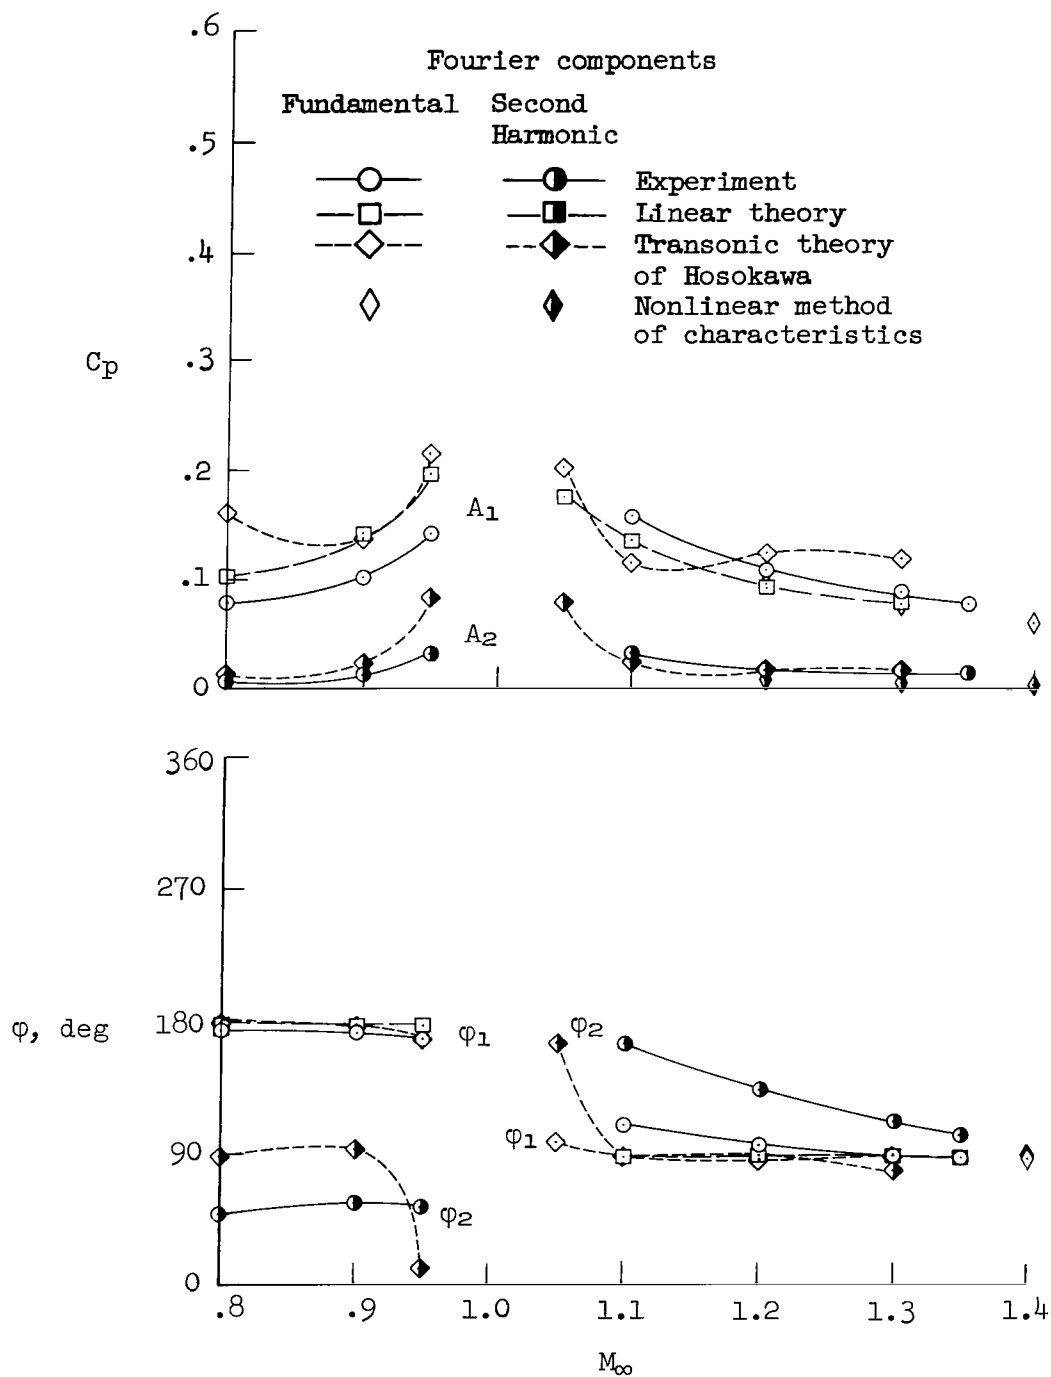 .6
Fourier components
Fundamental Second
Harmonic
.5
Experiment
Linear theory
.4
Transonic theory
of Hosokawa
Nonlinear method
of characteristics
Cp
.3
.2
A1
.1
A2
0
360
270
φ, deg
180
φ1
φ2
90
φ1
φ2
0
.8 .9 1.0 1.1 1.2 1.3 1.4
M∞